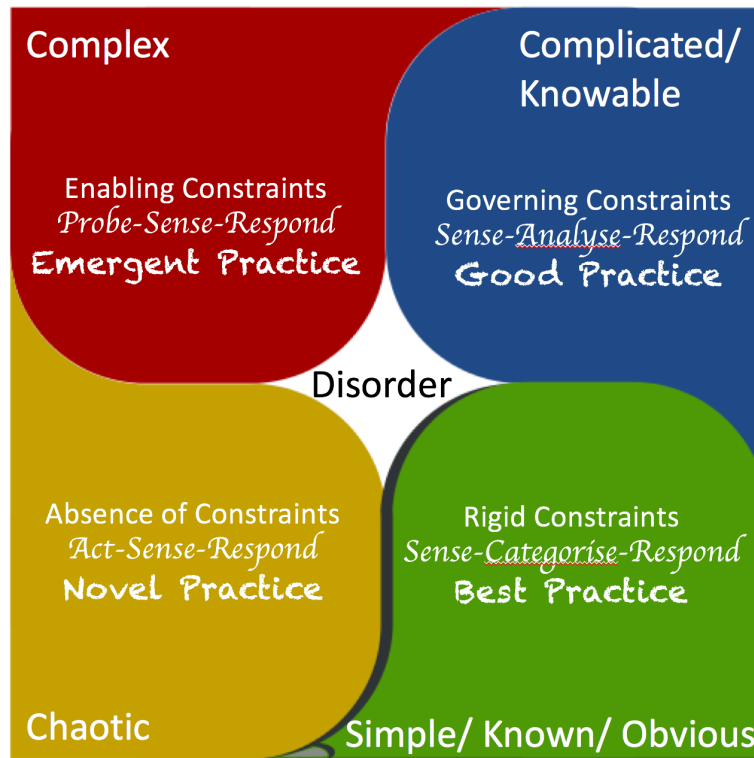 Complex
Enabling Constraints
Probe-Sense-Respond
Emergent Practice
Complicated/
Knowable
Governing Constraints
Sense-Analyse-Respond
Good Practice
Disorder
Absence of Constraints
Act-Sense-Respond
Novel Practice
Chaotic
Rigid Constraints
Sense-Categorise-Respond
Best Practice
Simple/ Known/ Obvious